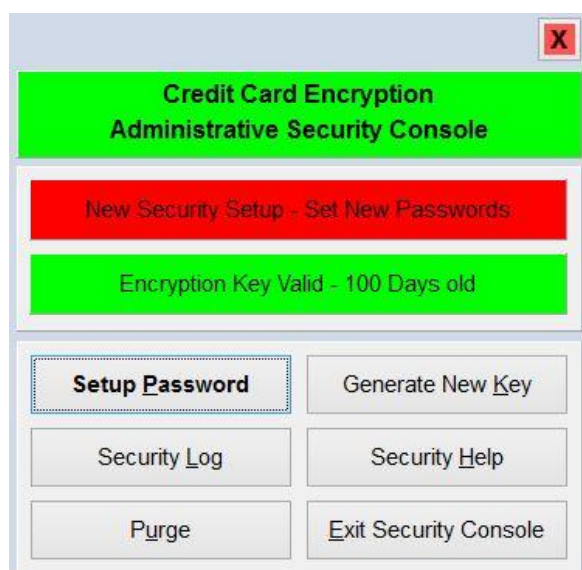 X
Credit Card Encryption
Administrative Security Console
New Security Setup - Set New Passwords
Encryption Key Valid - 100 Days old
Setup Password
Generate New Key
Security Log
Security Help
Purge
Exit Security Console